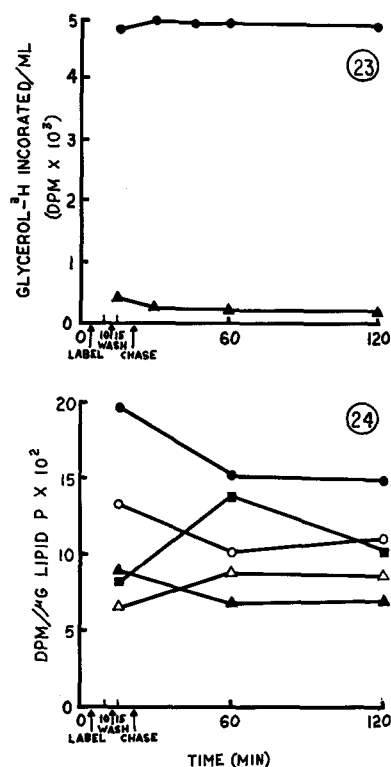 23
GLYCEROL-³H INCORATED/ML
(DPM X 10³)
5
4
3
2
1
0
0 10 15 60 120
LABEL WASH CHASE
24
DPM//μG LIPID P X 10²
20
15
10
5
0
0 10 15 60 120
LABEL WASH CHASE
TIME (MIN)